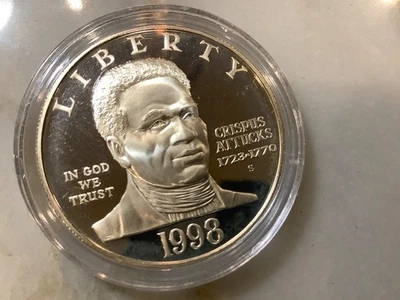 LIBERTY
IN GOD
WE
TRUST
CRISPUS
ATTUCKS
1723-1770
S
1998